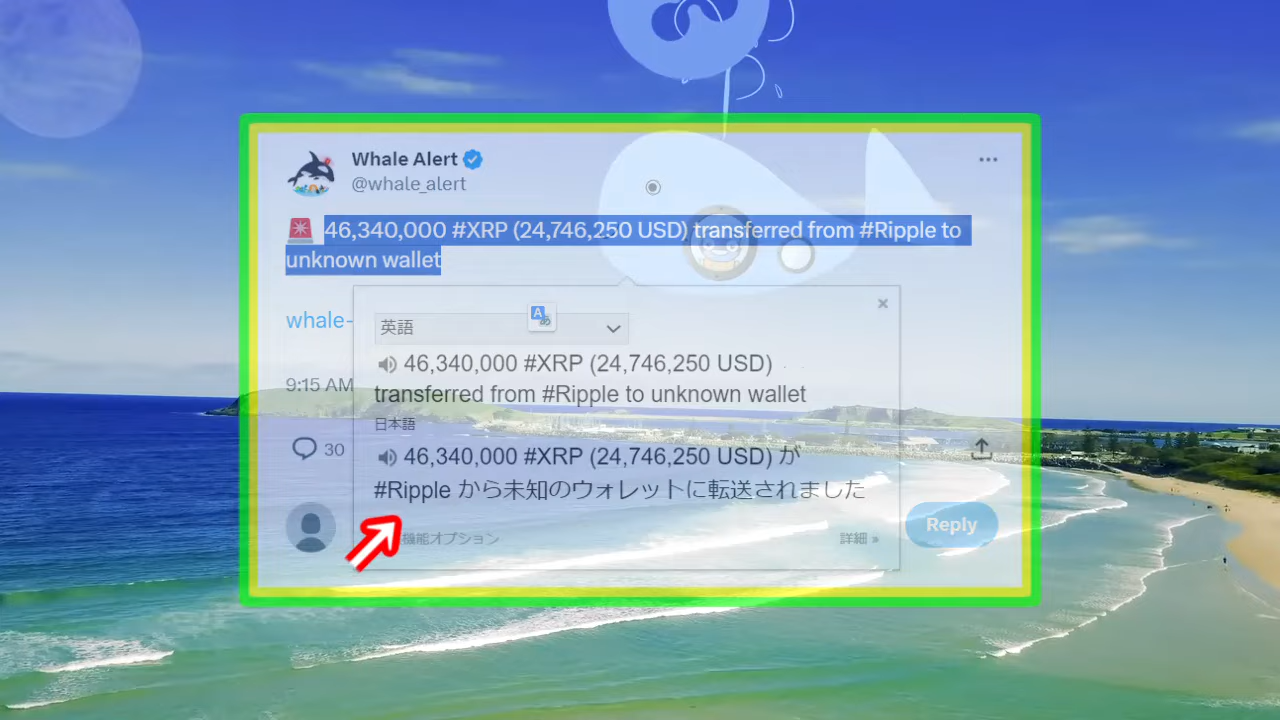 Whale Alert
@whale_alert
46,340,000 #XRP (24,746,250 USD) transferred from #Ripple to
unknown wallet
whale-
英語
46,340,000 #XRP (24,746,250 USD)
transferred from #Ripple to unknown wallet
9:15 AM
日本語
46,340,000 #XRP (24,746,250 USD) が
#Ripple から未知のウォレットに転送されました
30
機能オプション
詳細 »
Reply